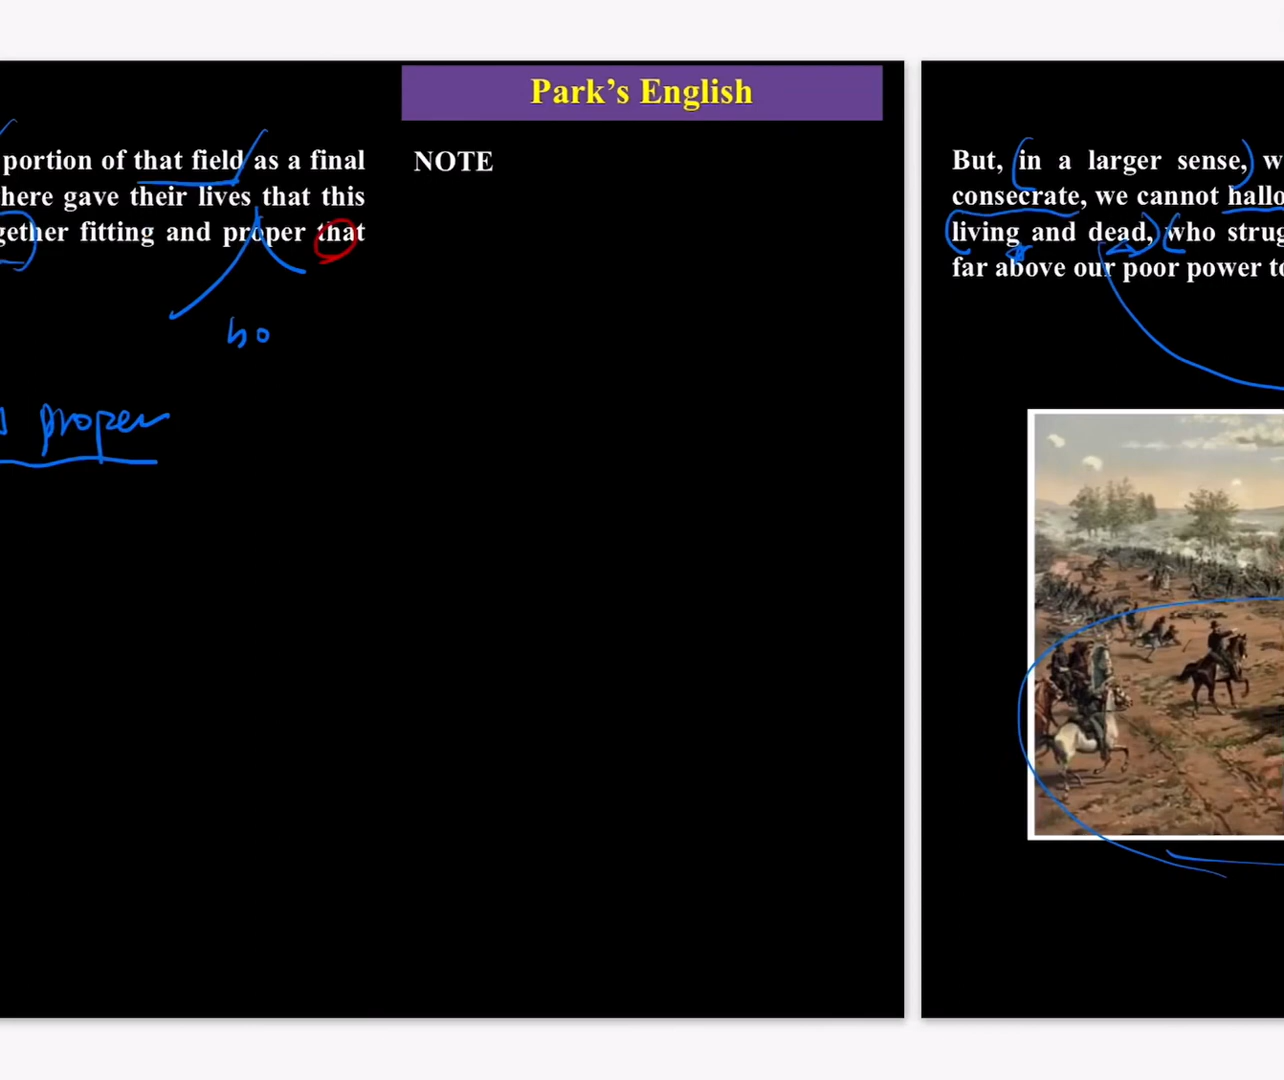 Park's English
portion of that field as a final
here gave their lives that this
gether fitting and proper that
NOTE
proper
But, in a larger sense, w
consecrate, we cannot hallo
living and dead, who strug
far above our poor power to